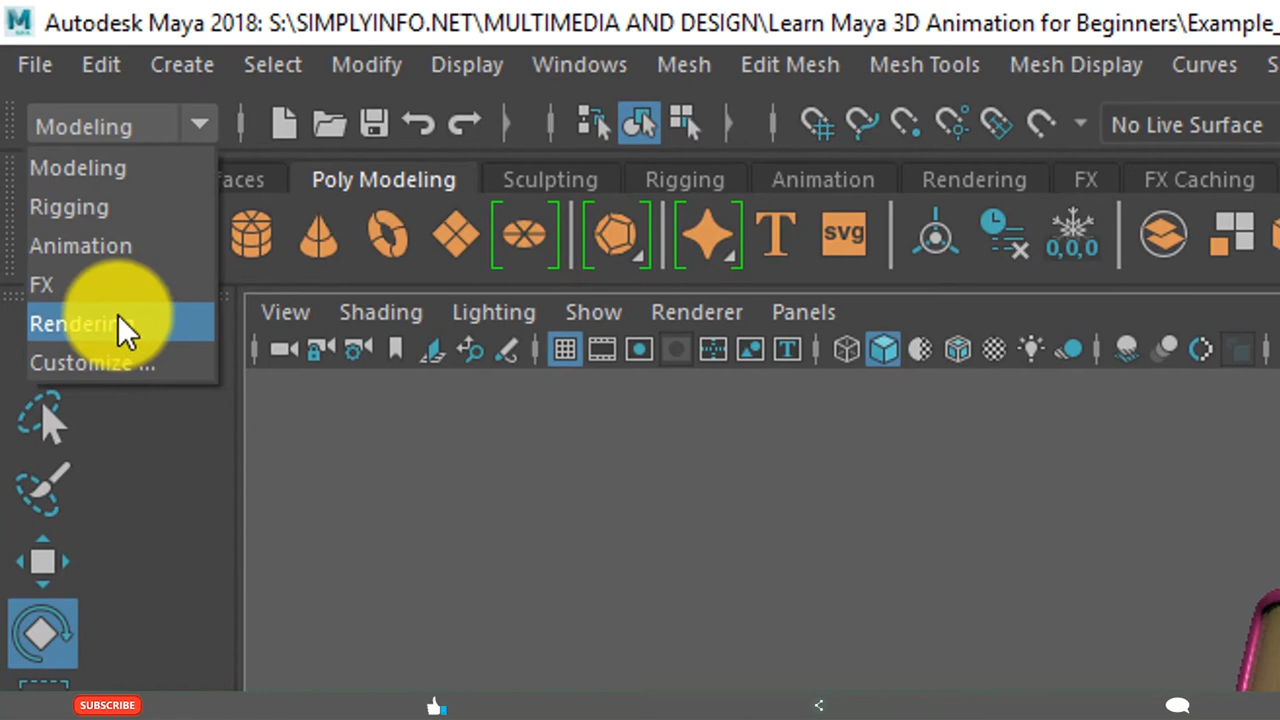 Autodesk Maya 2018: S:\SIMPLYINFO.NET\MULTIMEDIA AND DESIGN\Learn Maya 3D Animation for Beginners\Example_
File Edit Create Select Modify Display Windows Mesh Edit Mesh Mesh Tools Mesh Display Curves S
Modeling No Live Surface
Modeling
Rigging
Animation
FX
Rendering
Customize ...
faces Poly Modeling Sculpting Rigging Animation Rendering FX FX Caching
T svg 0,0,0
View Shading Lighting Show Renderer Panels
T
SUBSCRIBE